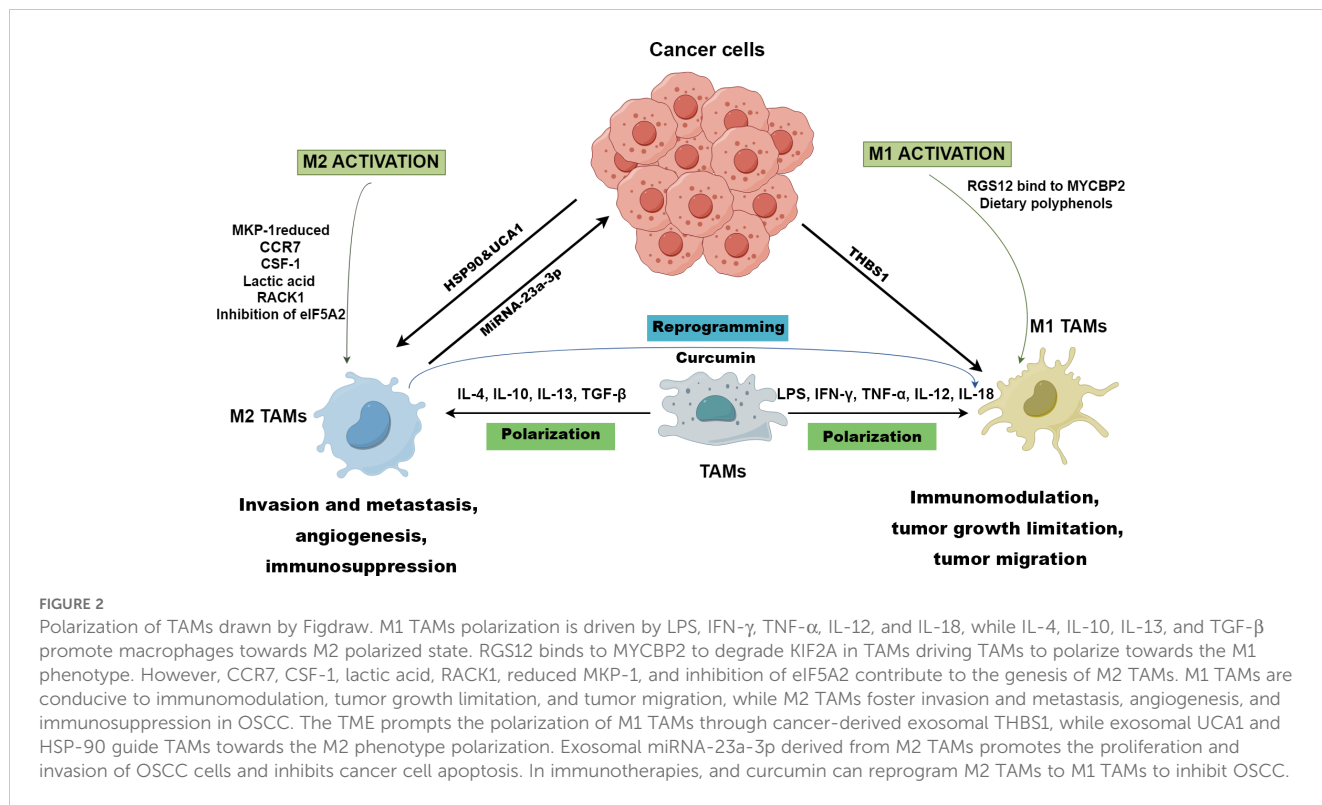 Cancer cells
M2 ACTIVATION
M1 ACTIVATION
RGS12 bind to MYCBP2
Dietary polyphenols
MKP-1reduced
CCR7
CSF-1
Lactic acid
RACK1
Inhibition of eIF5A2
HSP90&UCA1
MiRNA-23a-3p
THBS1
Reprogramming
Curcumin
M1 TAMs
M2 TAMs
IL-4, IL-10, IL-13, TGF-β
LPS, IFN-γ, TNF-α, IL-12, IL-18
Polarization
Polarization
TAMs
Invasion and metastasis,
angiogenesis,
immunosuppression
Immunomodulation,
tumor growth limitation,
tumor migration
FIGURE 2
Polarization of TAMs drawn by Figdraw. M1 TAMs polarization is driven by LPS, IFN-γ, TNF-α, IL-12, and IL-18, while IL-4, IL-10, IL-13, and TGF-β
promote macrophages towards M2 polarized state. RGS12 binds to MYCBP2 to degrade KIF2A in TAMs driving TAMs to polarize towards the M1
phenotype. However, CCR7, CSF-1, lactic acid, RACK1, reduced MKP-1, and inhibition of eIF5A2 contribute to the genesis of M2 TAMs. M1 TAMs are
conducive to immunomodulation, tumor growth limitation, and tumor migration, while M2 TAMs foster invasion and metastasis, angiogenesis, and
immunosuppression in OSCC. The TME prompts the polarization of M1 TAMs through cancer-derived exosomal THBS1, while exosomal UCA1 and
HSP-90 guide TAMs towards the M2 phenotype polarization. Exosomal miRNA-23a-3p derived from M2 TAMs promotes the proliferation and
invasion of OSCC cells and inhibits cancer cell apoptosis. In immunotherapies, and curcumin can reprogram M2 TAMs to M1 TAMs to inhibit OSCC.